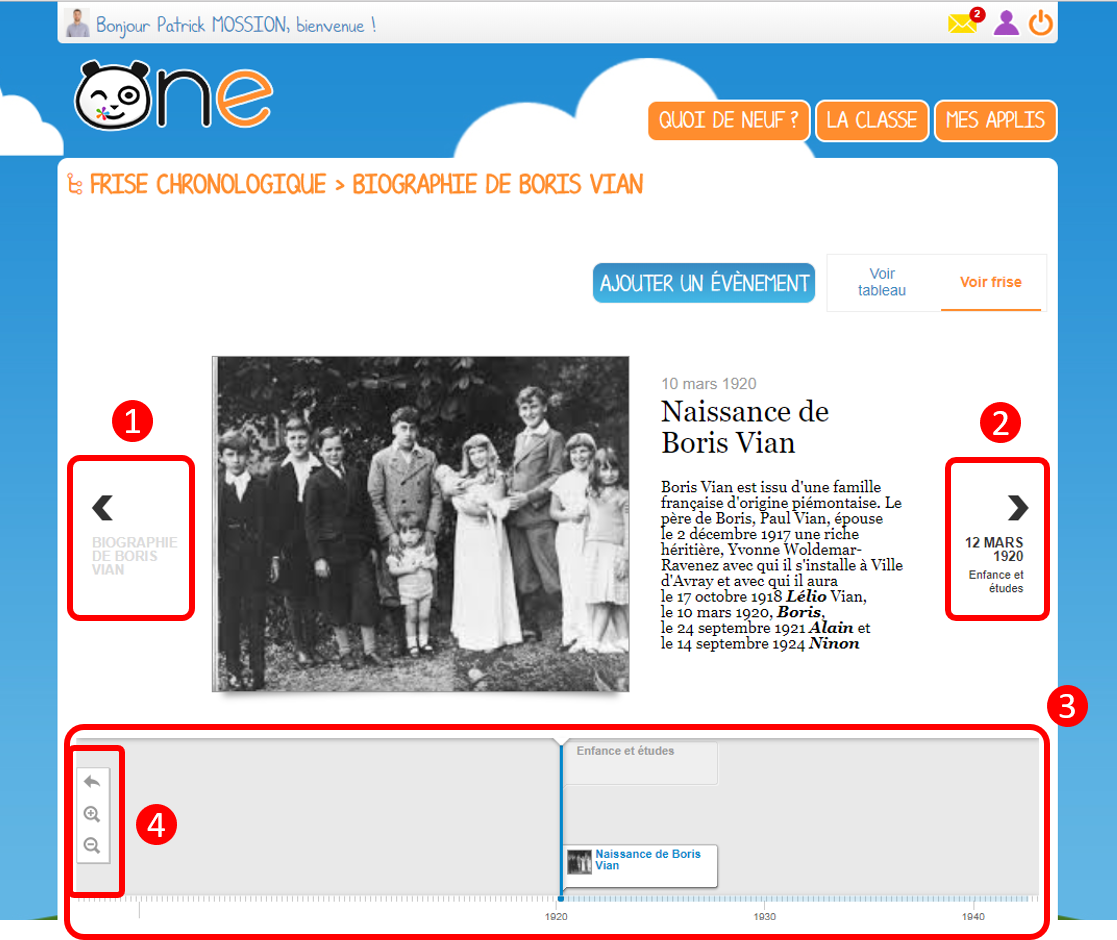 Bonjour Patrick MOSSION, bienvenue !
2
one
QUOI DE NEUF ?
LA CLASSE
MES APPLIS
FRISE CHRONOLOGIQUE > BIOGRAPHIE DE BORIS VIAN
AJOUTER UN ÉVÈNEMENT
Voir
tableau
Voir frise
1
BIOGRAPHIE
DE BORIS
VIAN
10 mars 1920
Naissance de
Boris Vian
Boris Vian est issu d'une famille
française d'origine piémontaise. Le
père de Boris, Paul Vian, épouse
le 2 décembre 1917 une riche
héritière, Yvonne Woldemar-
Ravenez avec qui il s'installe à Ville
d'Avray et avec qui il aura
le 17 octobre 1918 Lélio Vian,
le 10 mars 1920, Boris,
le 24 septembre 1921 Alain et
le 14 septembre 1924 Ninon
2
12 MARS
1920
Enfance et
études
3
Enfance et études
4
Naissance de Boris
Vian
1920
1930
1940